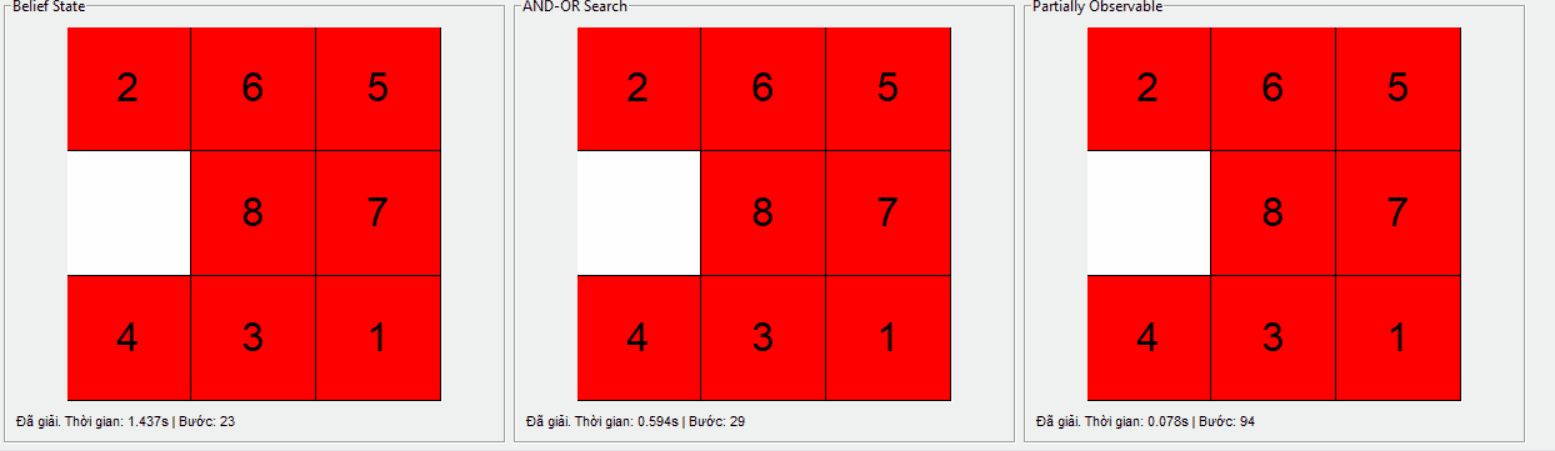 Belief State
2 6 5
8 7
4 3 1
Đã giải. Thời gian: 1.437s | Bước: 23
AND-OR Search
2 6 5
8 7
4 3 1
Đã giải. Thời gian: 0.594s | Bước: 29
Partially Observable
2 6 5
8 7
4 3 1
Đã giải. Thời gian: 0.078s | Bước: 94